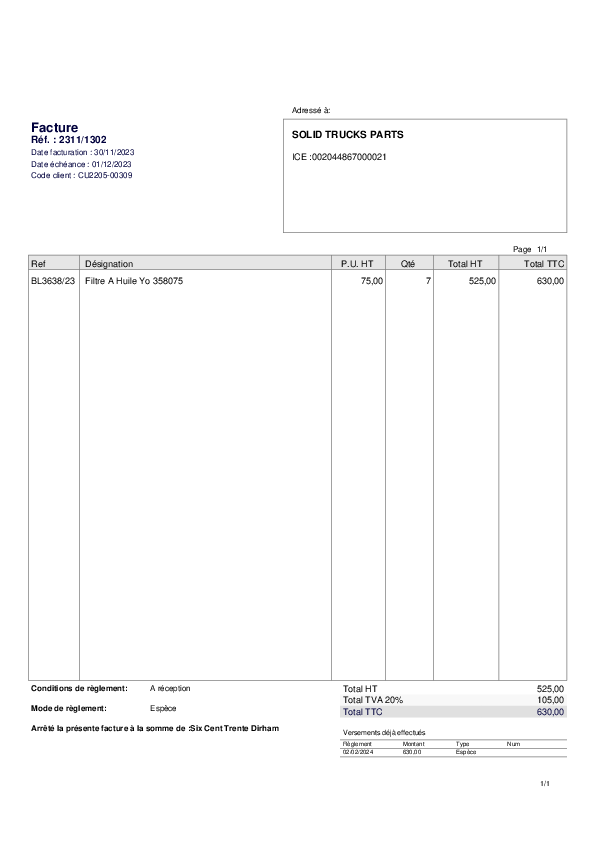 Adressé à:
Facture
Réf. : 2311/1302
Date facturation : 30/11/2023
Date échéance : 01/12/2023
Code client : CU2205-00309
SOLID TRUCKS PARTS
ICE :002044867000021
Page 1/1
Ref Désignation P.U. HT Qté Total HT Total TTC
BL3638/23 Filtre A Huile Yo 358075 75,00 7 525,00 630,00
Conditions de règlement: A réception
Mode de règlement: Espèce
Arrêté la présente facture à la somme de :Six Cent Trente Dirham
Total HT 525,00
Total TVA 20% 105,00
Total TTC 630,00
Versements déjà effectués
Règlement Montant Type Num
02/02/2024 630,00 Espèce
1/1